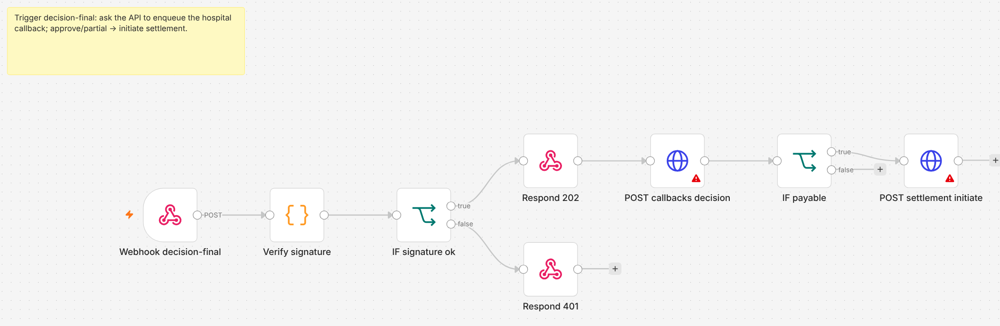 Trigger decision-final: ask the API to enqueue the hospital
callback; approve/partial → initiate settlement.
true
false
Respond 202
POST callbacks decision
IF payable
POST settlement initiate
POST
true
false
Webhook decision-final
Verify signature
IF signature ok
Respond 401